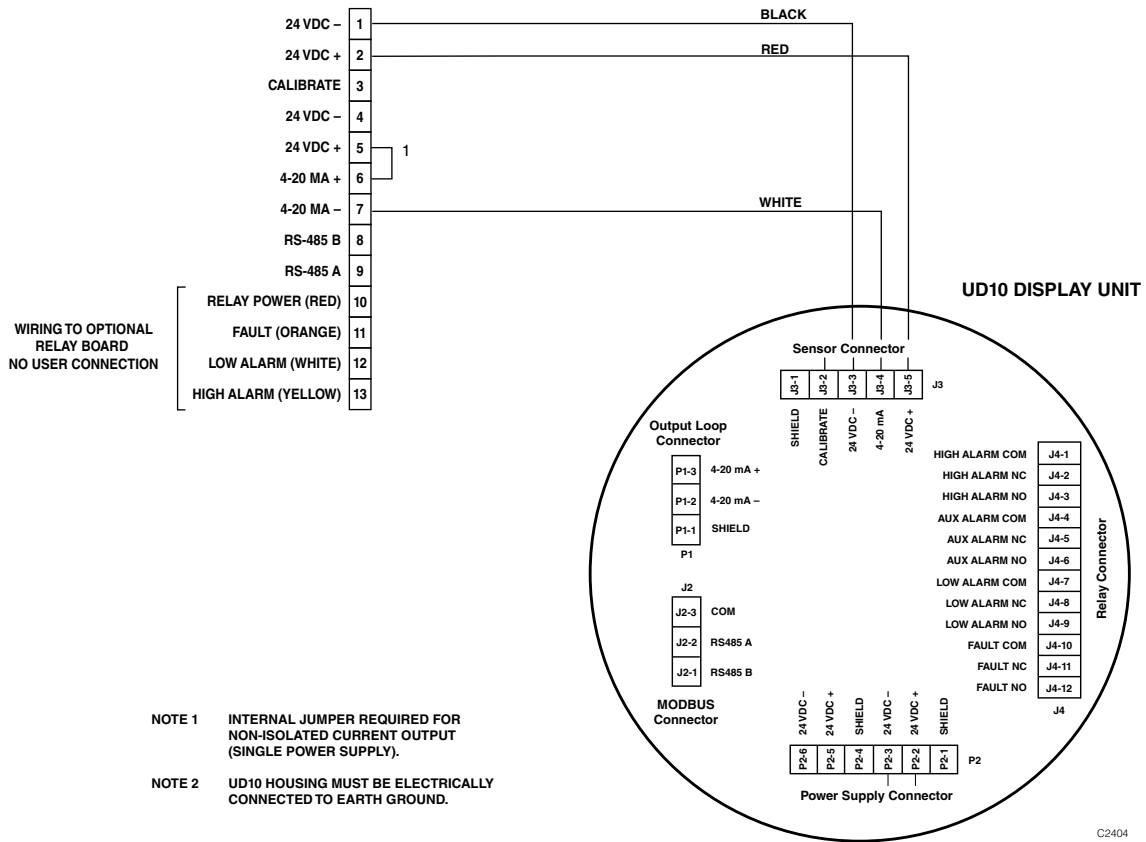 24 VDC – 1
24 VDC + 2
CALIBRATE 3
24 VDC – 4
24 VDC + 5
4-20 MA + 6
4-20 MA – 7
RS-485 B 8
RS-485 A 9
RELAY POWER (RED) 10
FAULT (ORANGE) 11
LOW ALARM (WHITE) 12
HIGH ALARM (YELLOW) 13
1
WIRING TO OPTIONAL
RELAY BOARD
NO USER CONNECTION
BLACK
RED
WHITE
UD10 DISPLAY UNIT
Sensor Connector
J3-1
J3-2
J3-3
J3-4
J3-5
J3
SHIELD
CALIBRATE
24 VDC –
4-20 mA
24 VDC +
Output Loop
Connector
P1-3 4-20 mA +
P1-2 4-20 mA –
P1-1 SHIELD
P1
J2
J2-3 COM
J2-2 RS485 A
J2-1 RS485 B
MODBUS
Connector
HIGH ALARM COM J4-1
HIGH ALARM NC J4-2
HIGH ALARM NO J4-3
AUX ALARM COM J4-4
AUX ALARM NC J4-5
AUX ALARM NO J4-6
LOW ALARM COM J4-7
LOW ALARM NC J4-8
LOW ALARM NO J4-9
FAULT COM J4-10
FAULT NC J4-11
FAULT NO J4-12
J4
Relay Connector
24 VDC –
24 VDC +
SHIELD
24 VDC –
24 VDC +
SHIELD
P2-6
P2-5
P2-4
P2-3
P2-2
P2-1
P2
Power Supply Connector
NOTE 1 INTERNAL JUMPER REQUIRED FOR
NON-ISOLATED CURRENT OUTPUT
(SINGLE POWER SUPPLY).
NOTE 2 UD10 HOUSING MUST BE ELECTRICALLY
CONNECTED TO EARTH GROUND.
C2404